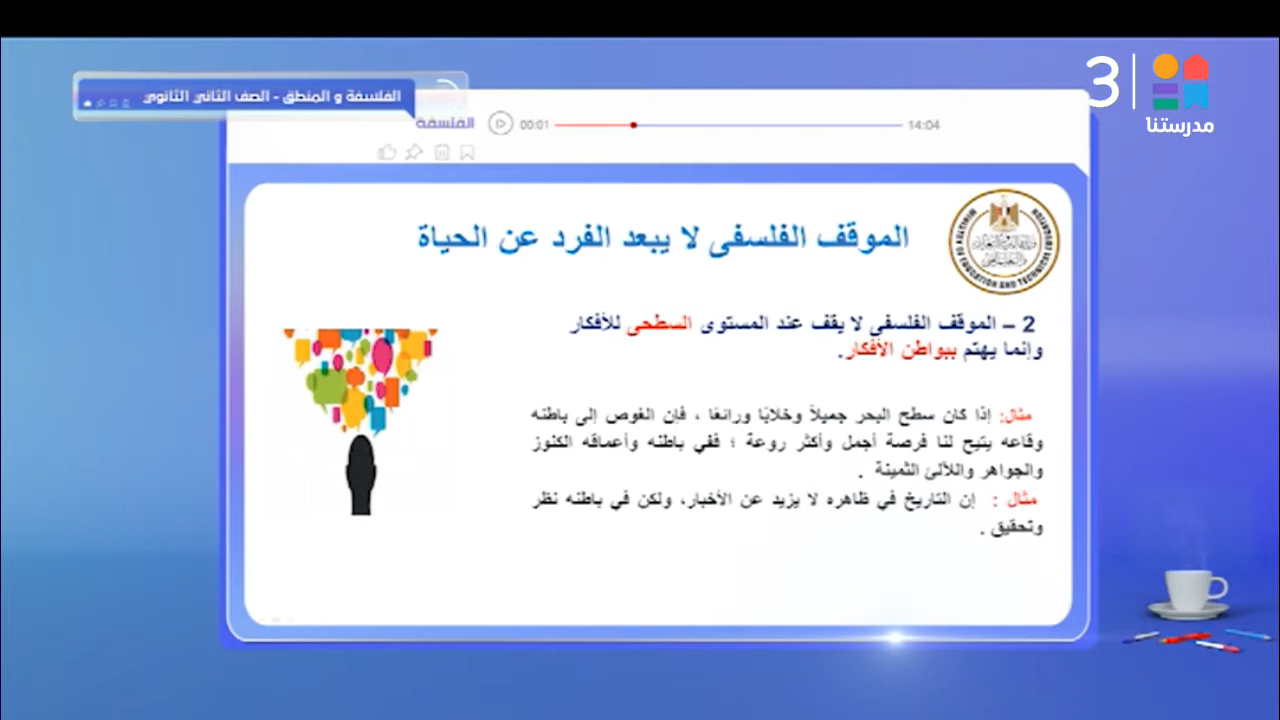 الفلسفة و المنطق - الصف الثاني الثانوي
3
مدرستنا
الفلسفة
00:01
14:04
الموقف الفلسفى لا يبعد الفرد عن الحياة
2 – الموقف الفلسفي لا يقف عند المستوى السطحى للأفكار
وإنما يهتم ببواطن الأفكار.
مثال: إذا كان سطح البحر جميلاً وخلابًا ورائعًا ، فإن الغوص إلى باطنه
وقاعه يتيح لنا فرصة أجمل وأكثر روعة ؛ ففي باطنه وأعماقه الكنوز
والجواهر واللآلئ الثمينة .
مثال : إن التاريخ في ظاهره لا يزيد عن الأخبار، ولكن في باطنه نظر
وتحقيق .